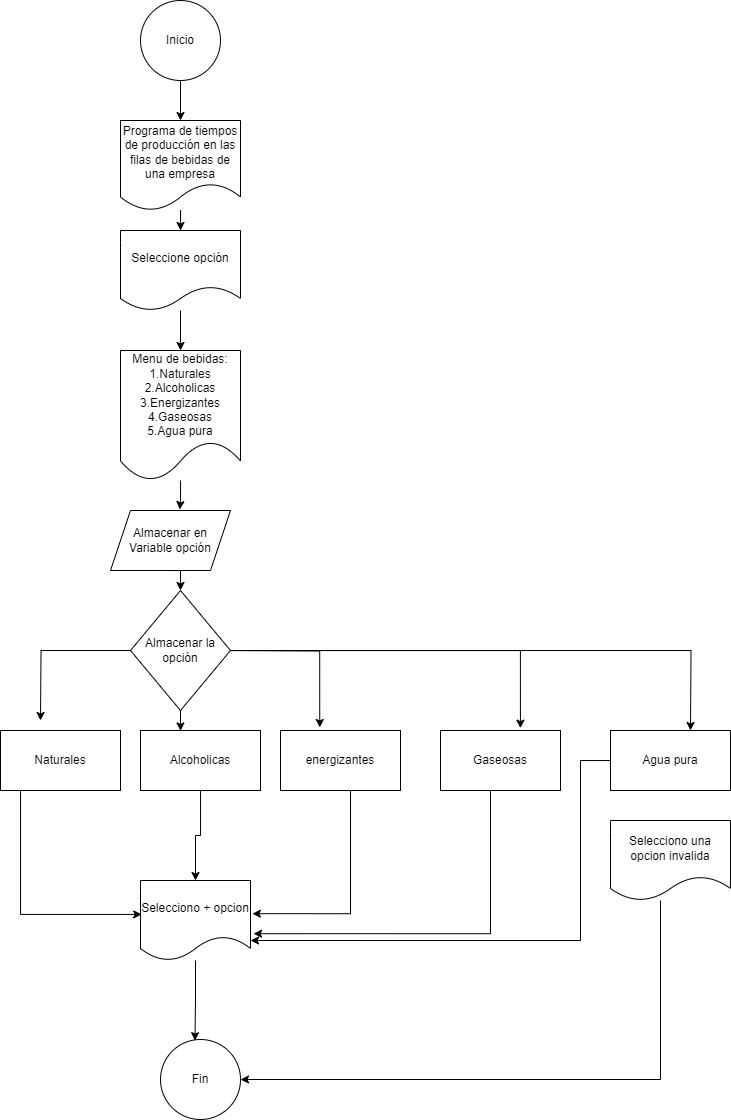 Inicio
Programa de tiempos
de producción en las
filas de bebidas de
una empresa
Seleccione opción
Menu de bebidas:
1.Naturales
2.Alcoholicas
3.Energizantes
4.Gaseosas
5.Agua pura
Almacenar en
Variable opción
Almacenar la
opción
Naturales
Alcoholicas
energizantes
Gaseosas
Agua pura
Selecciono una
opcion invalida
Selecciono + opcion
Fin